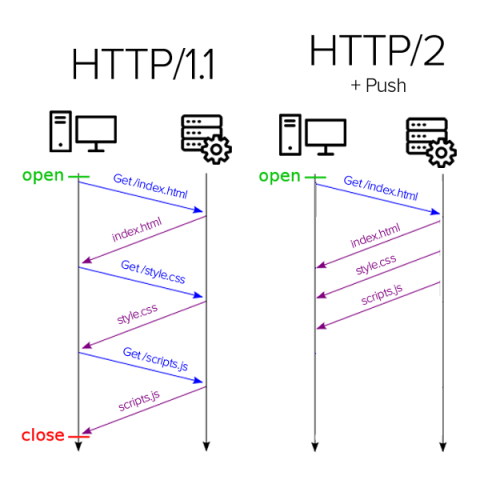 HTTP/1.1
open
Get /index.html
index.html
Get /style.css
style.css
Get /scripts.js
scripts.js
close
HTTP/2
+ Push
open
Get /index.html
index.html
style.css
scripts.js